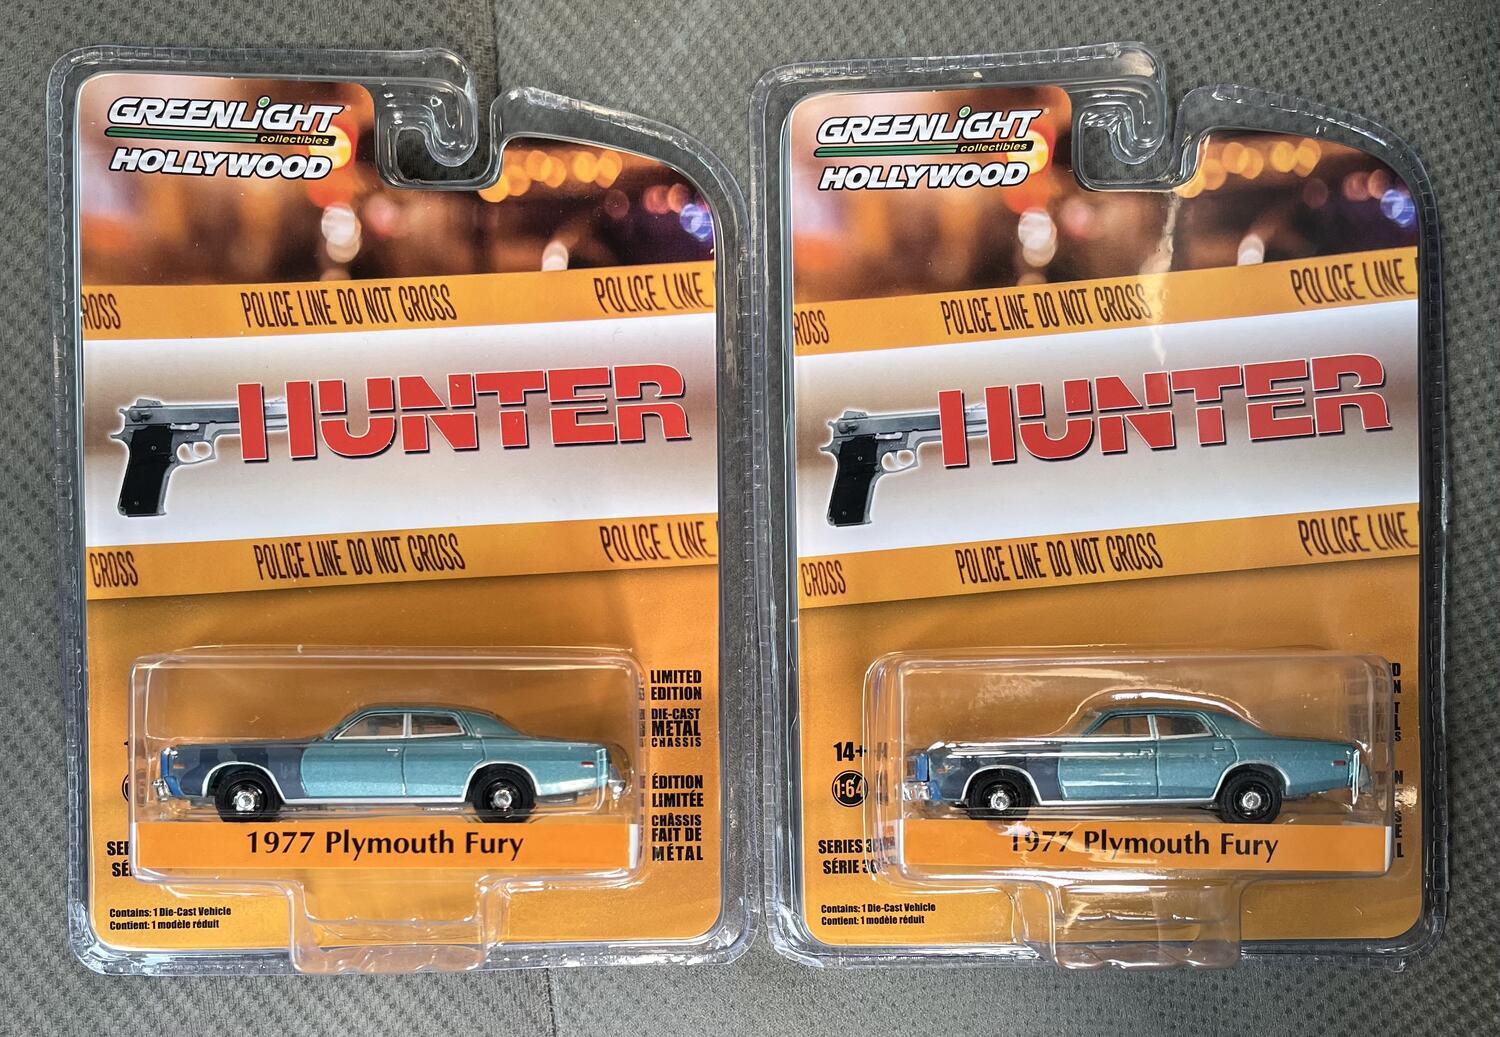 GREENLiGHT
collectibles
HOLLYWOOD
ROSS POLICE LINE DO NOT CROSS POLICE LINE
HUNTER
CROSS POLICE LINE DO NOT CROSS POLICE LINE
LIMITED
EDITION
DIE-CAST
METAL
CHASSIS
ÉDITION
LIMITÉE
CHÂSSIS
FAIT DE
MÉTAL
1977 Plymouth Fury
Contains: 1 Die-Cast Vehicle
Contient: 1 modèle réduit
GREENLiGHT
collectibles
HOLLYWOOD
ROSS POLICE LINE DO NOT CROSS POLICE LINE
HUNTER
CROSS POLICE LINE DO NOT CROSS POLICE LINE
14+
1:64
SERIES
SÉRIE
1977 Plymouth Fury
Contains: 1 Die-Cast Vehicle
Contient: 1 modèle réduit